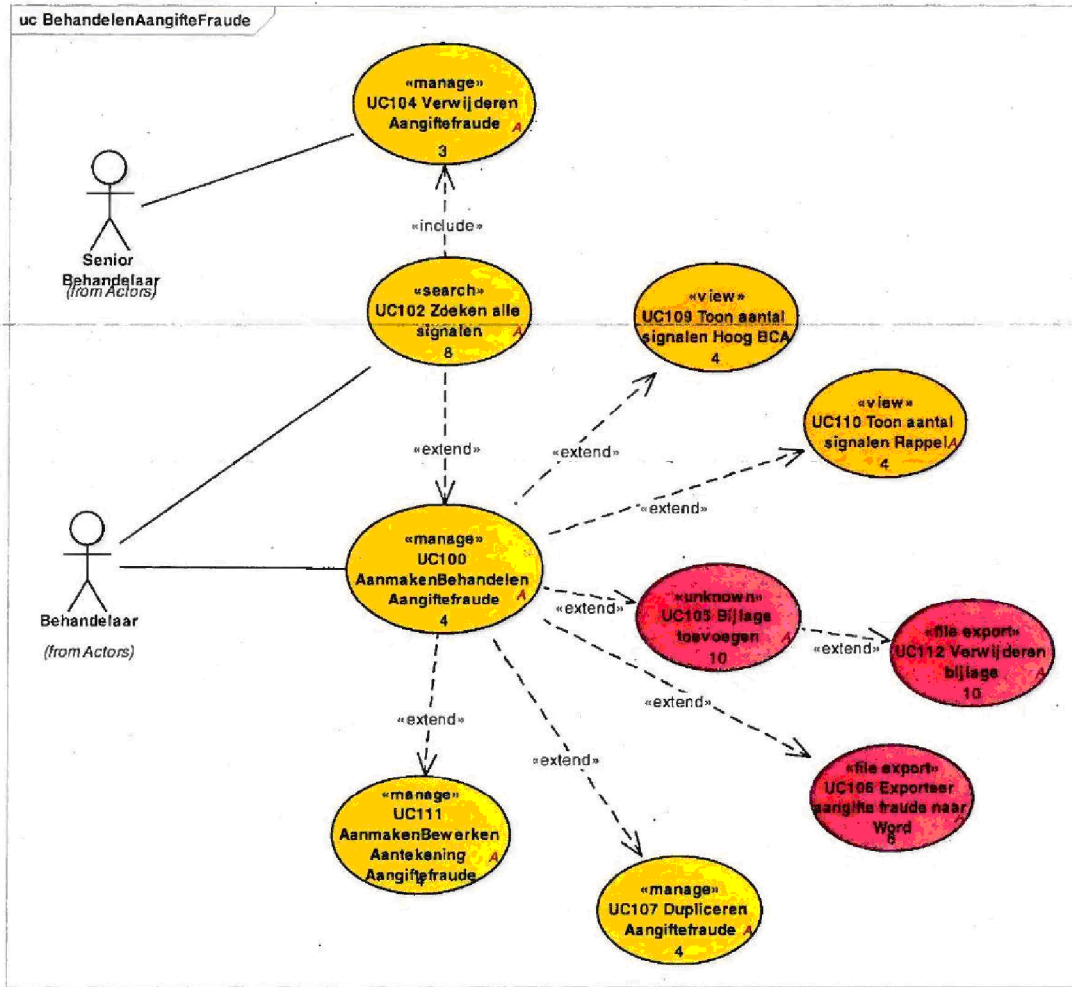 uc BehandelenAangifteFraude
«manage»
UC104 Verwijderen
Aangiftefraude
A
3
Senior
Behandelaar
(from Actors)
«include»
«search»
UC102 Zdeken alle
signalen
A
8
«view»
UC109 Toon aantal
signalen Hoog BCA
4
«view»
UC110 Toon aantal
signalen Rappel
A
4
«extend»
«extend»
«extend»
Behandelaar
(from Actors)
«manage»
UC100
AanmakenBehandelen
Aangiftefraude
A
4
«extend»
«unknown»
Bijlage
toevoegen
A
10
«extend»
«file export»
UC112 Verwijderen
bijlage
A
10
«extend»
«file export»
Exporteer
aangifte fraude naar
Word
«extend»
«extend»
«manage»
UC111
AanmakenBewerken
Aantekening
A
Aangiftefraude
4
«manage»
UC107 Dupliceren
Aangiftefraude
A
4